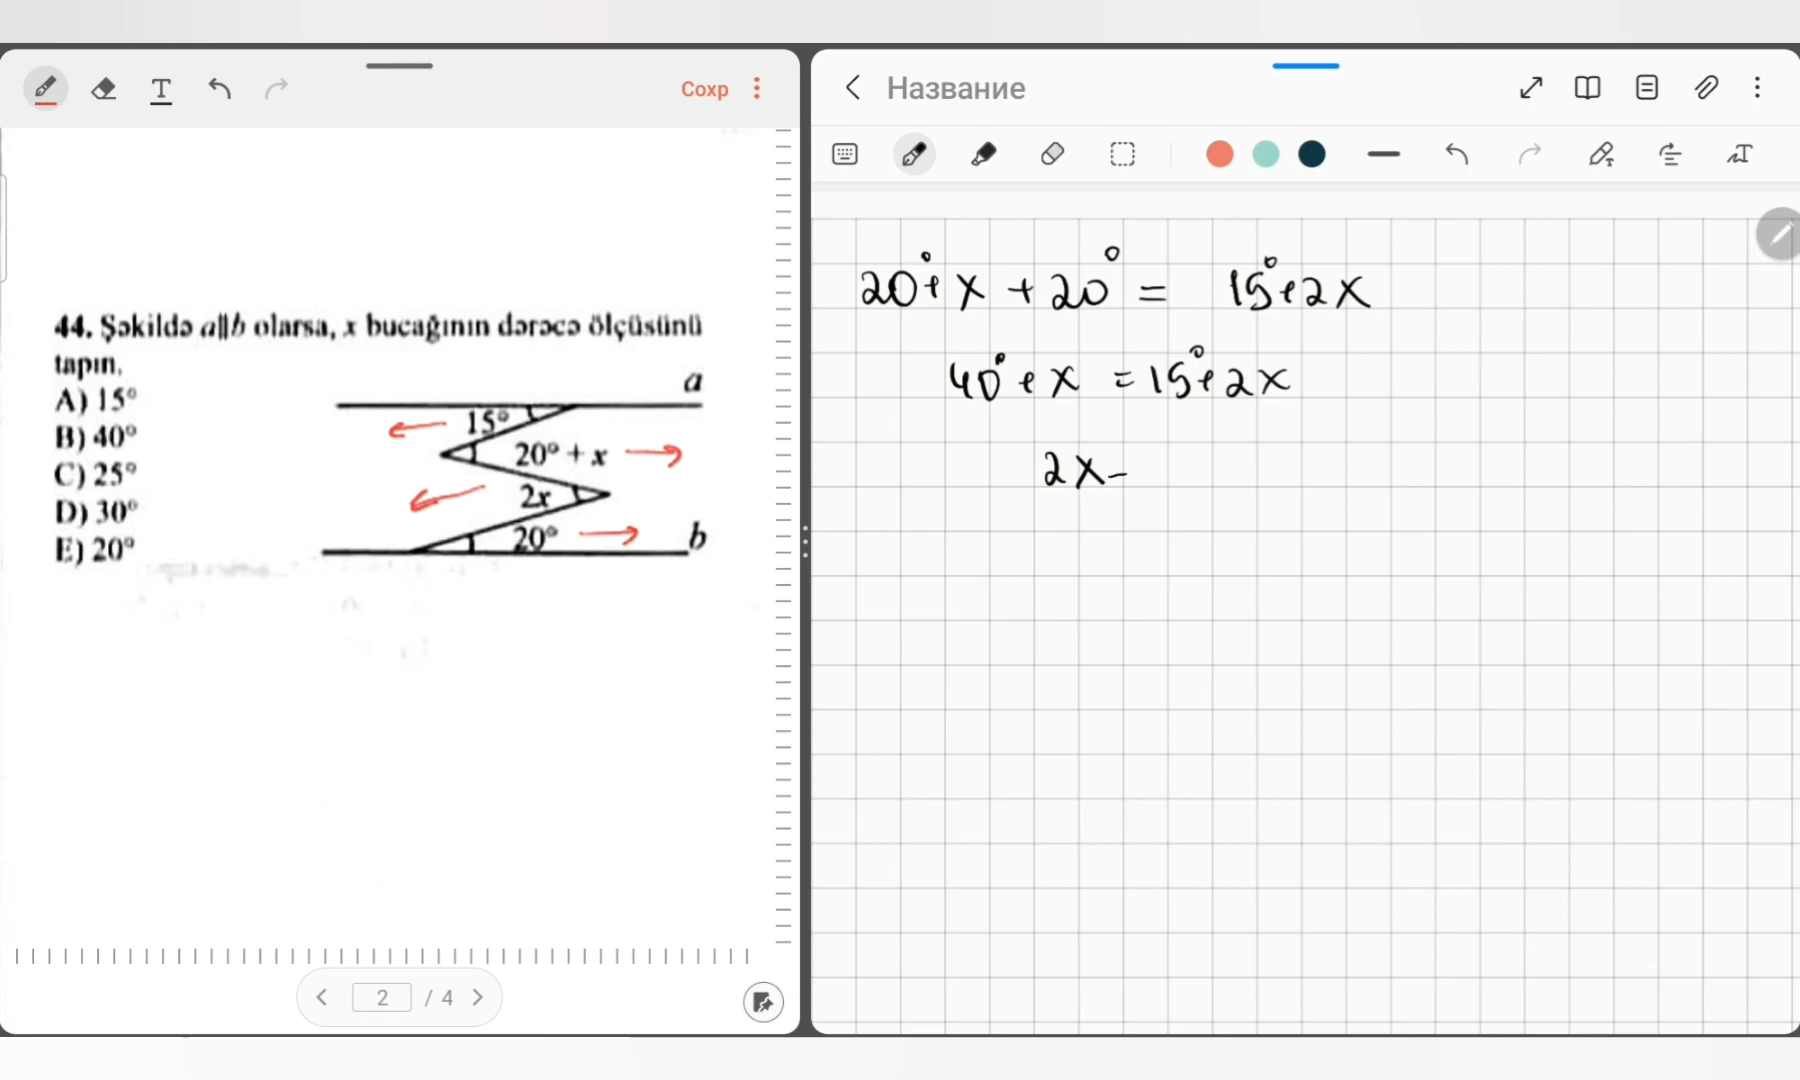 Сохр
44. Şəkildə a||b olarsa, x bucağının dərəcə ölçüsünü
tapın.
A) 15°
B) 40°
C) 25°
D) 30°
E) 20°
a
15°
20° + x
2x
20°
b
2 / 4
Название
20° + x + 20° = 15° + 2x
40° + x = 15° + 2x
2x -